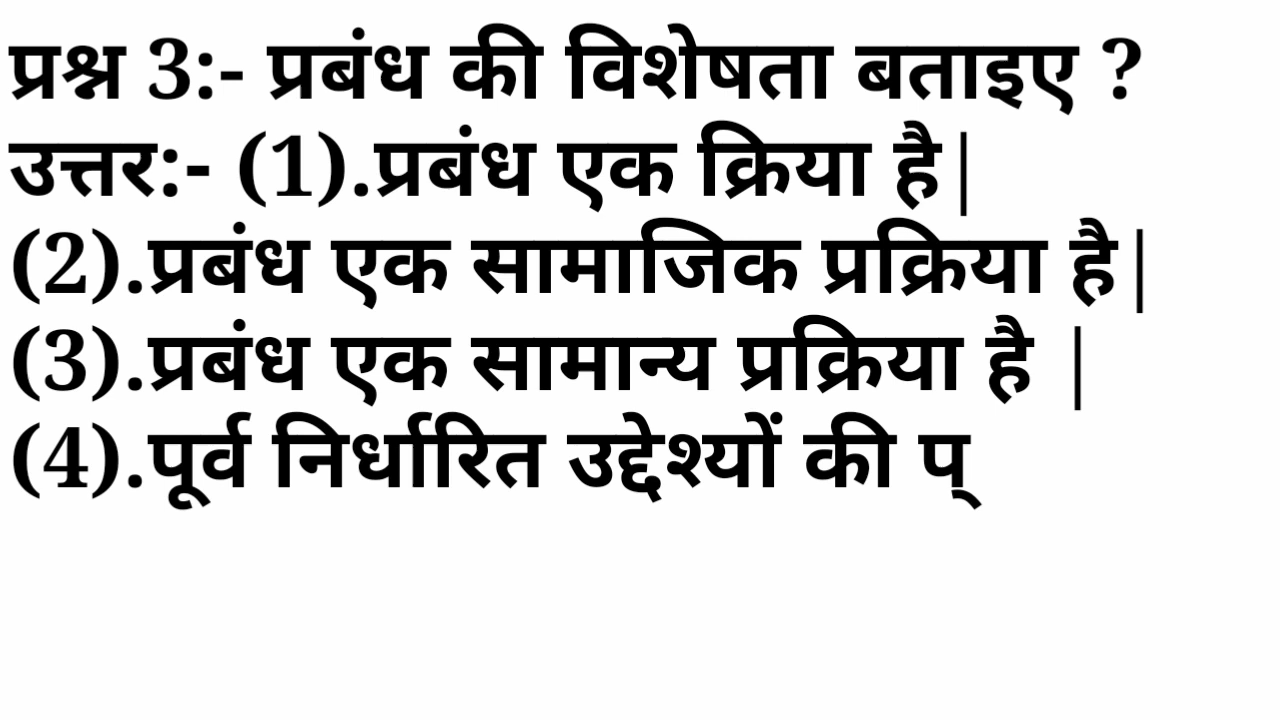 प्रश्न 3:- प्रबंध की विशेषता बताइए ?
उत्तर:- (1).प्रबंध एक क्रिया है|
(2).प्रबंध एक सामाजिक प्रक्रिया है|
(3).प्रबंध एक सामान्य प्रक्रिया है |
(4).पूर्व निर्धारित उद्देश्यों की प्